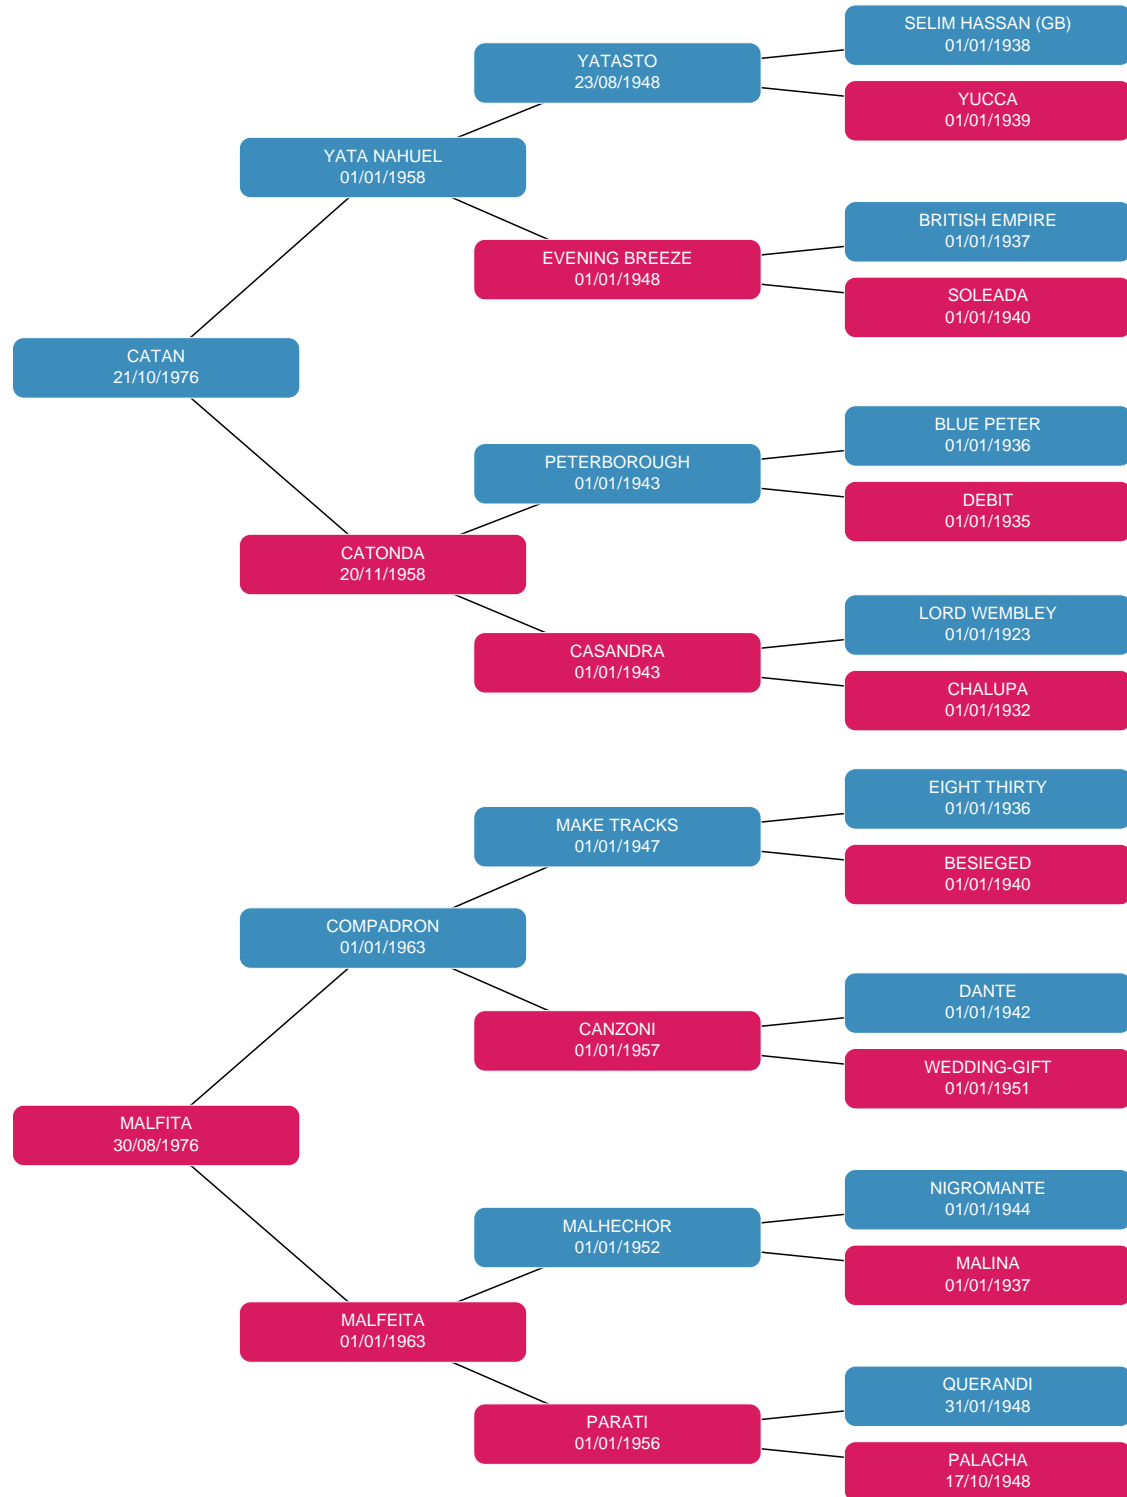 SELIM HASSAN (GB)
01/01/1938
YATASTO
23/08/1948
YUCCA
01/01/1939
YATA NAHUEL
01/01/1958
BRITISH EMPIRE
01/01/1937
EVENING BREEZE
01/01/1948
SOLEADA
01/01/1940
CATAN
21/10/1976
BLUE PETER
01/01/1936
PETERBOROUGH
01/01/1943
DEBIT
01/01/1935
CATONDA
20/11/1958
LORD WEMBLEY
01/01/1923
CASANDRA
01/01/1943
CHALUPA
01/01/1932
EIGHT THIRTY
01/01/1936
MAKE TRACKS
01/01/1947
BESIEGED
01/01/1940
COMPADRON
01/01/1963
DANTE
01/01/1942
CANZONI
01/01/1957
WEDDING-GIFT
01/01/1951
MALFITA
30/08/1976
NIGROMANTE
01/01/1944
MALHECHOR
01/01/1952
MALINA
01/01/1937
MALFEITA
01/01/1963
QUERANDI
31/01/1948
PARATI
01/01/1956
PALACHA
17/10/1948